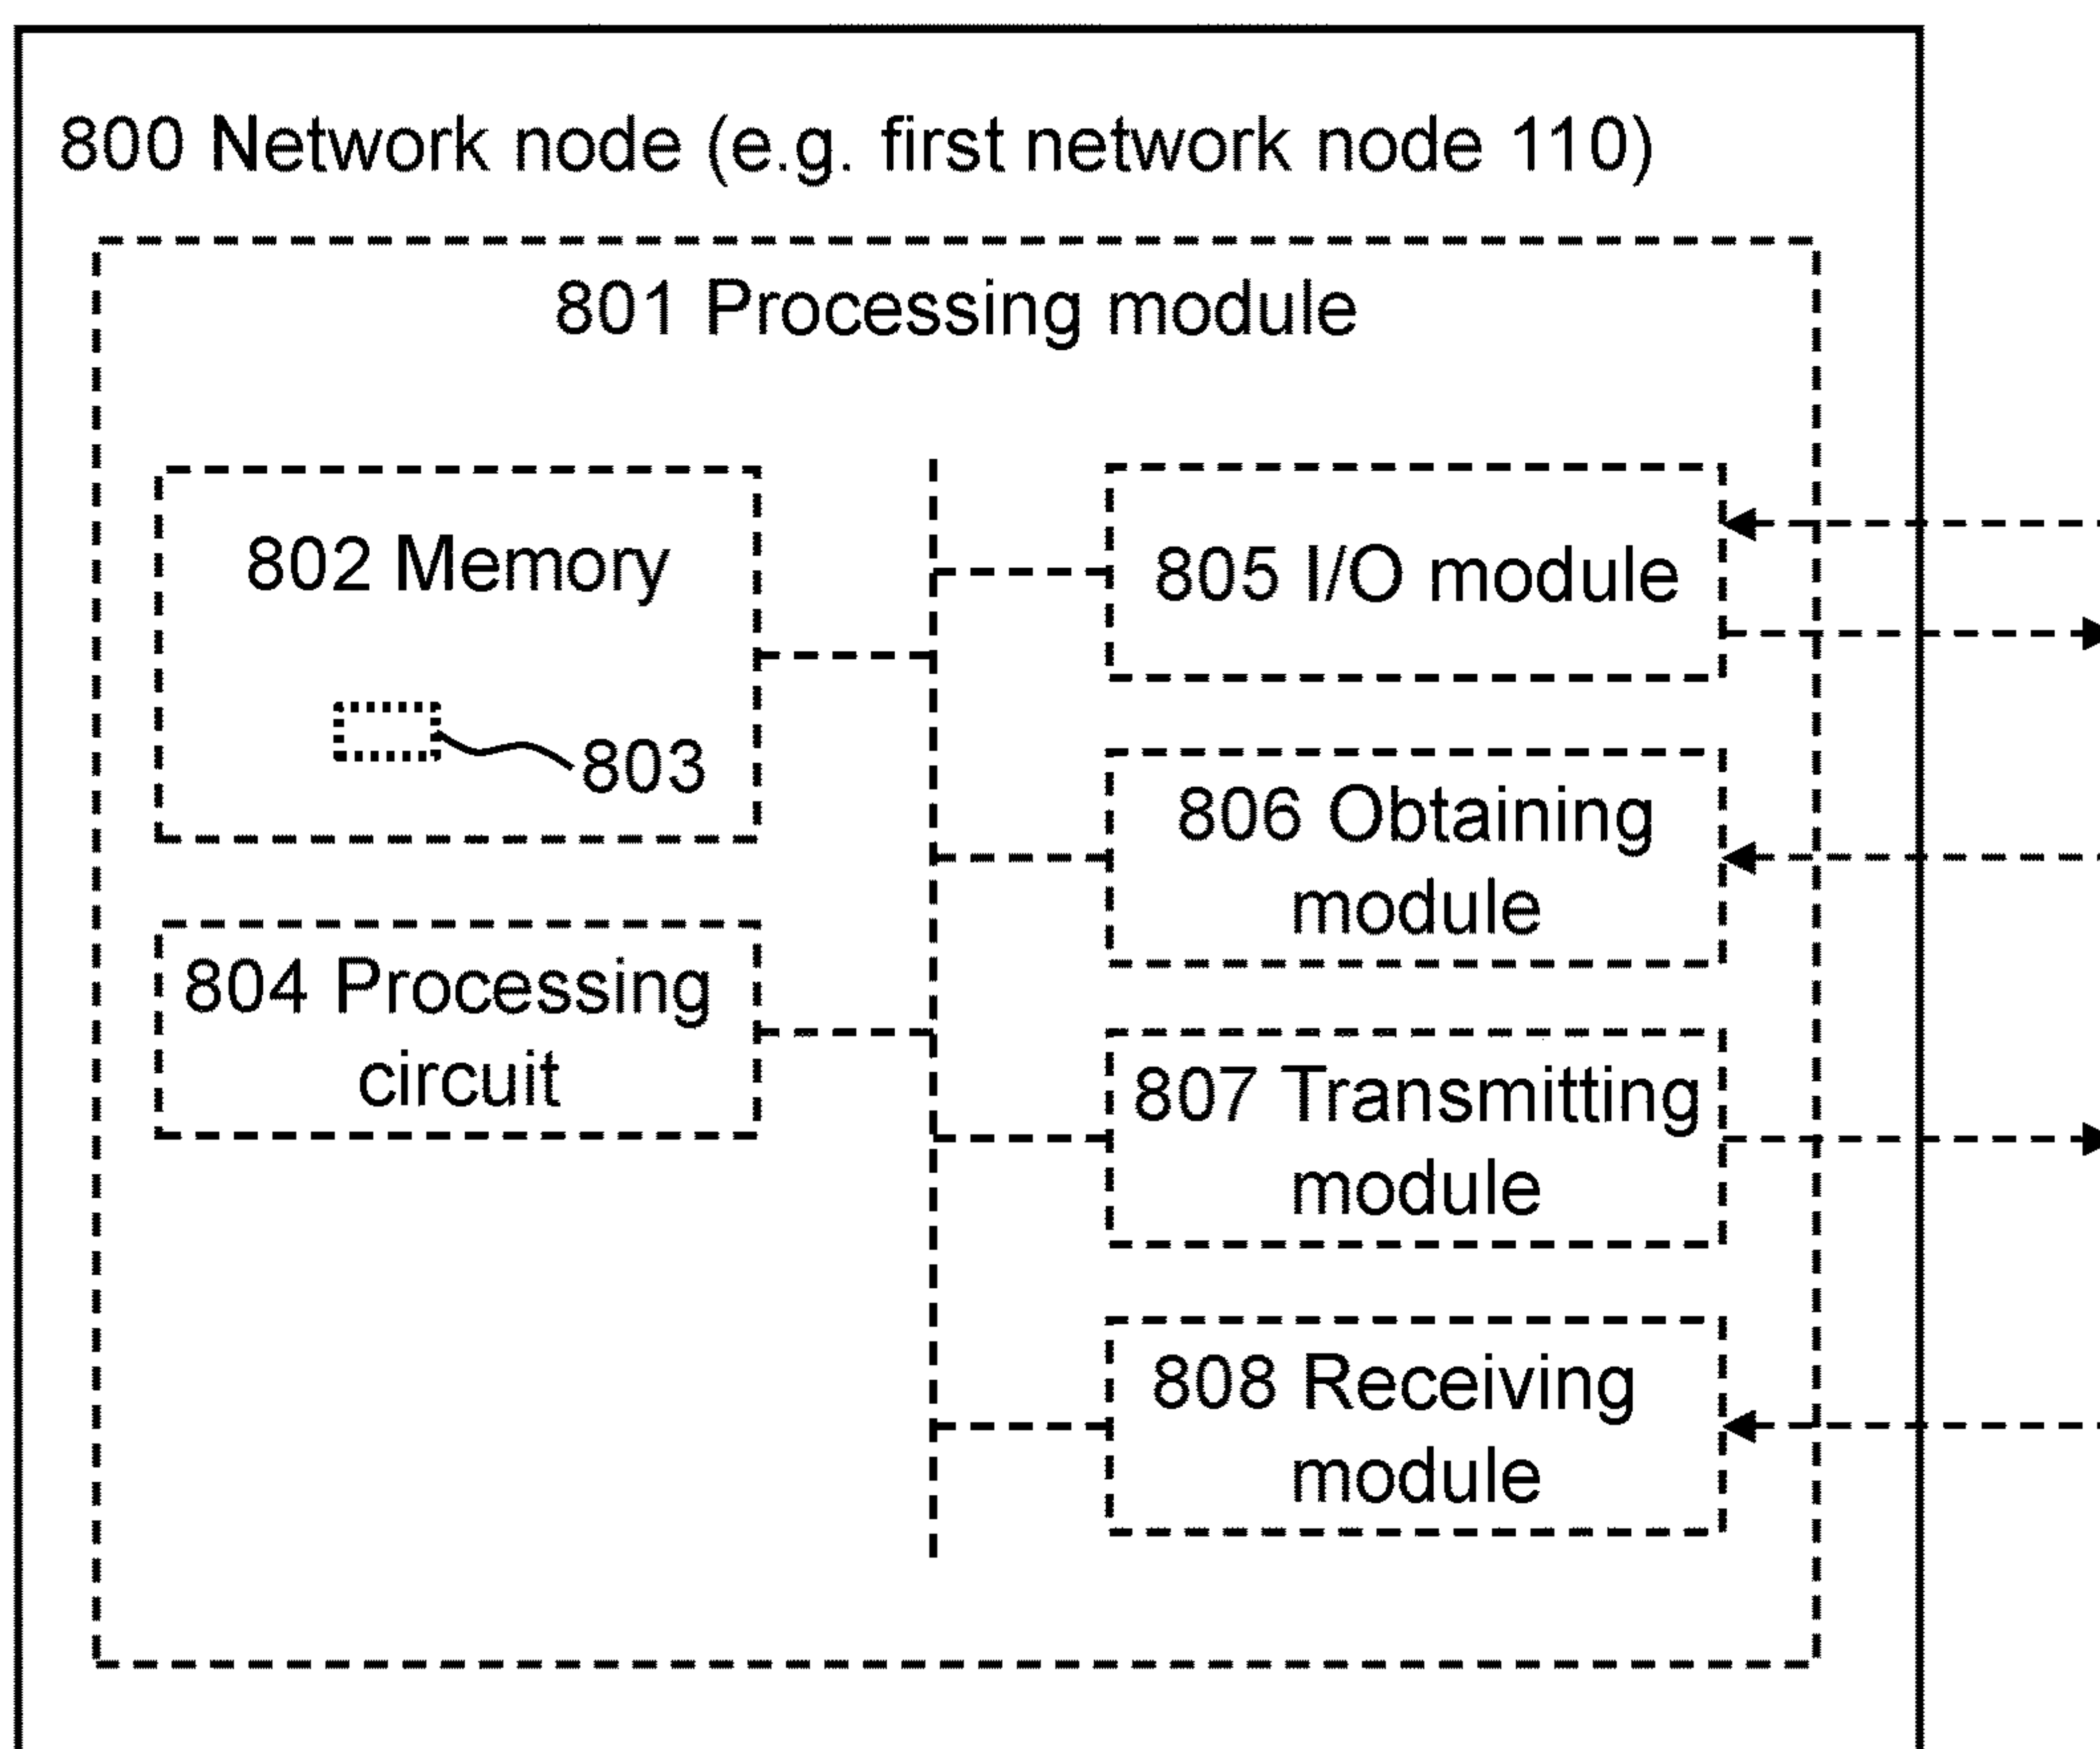 800 Network node (e.g. first network node 110)
801 Processing module
802 Memory
803
804 Processing
circuit
805 I/O module
806 Obtaining
module
807 Transmitting
module
808 Receiving
module